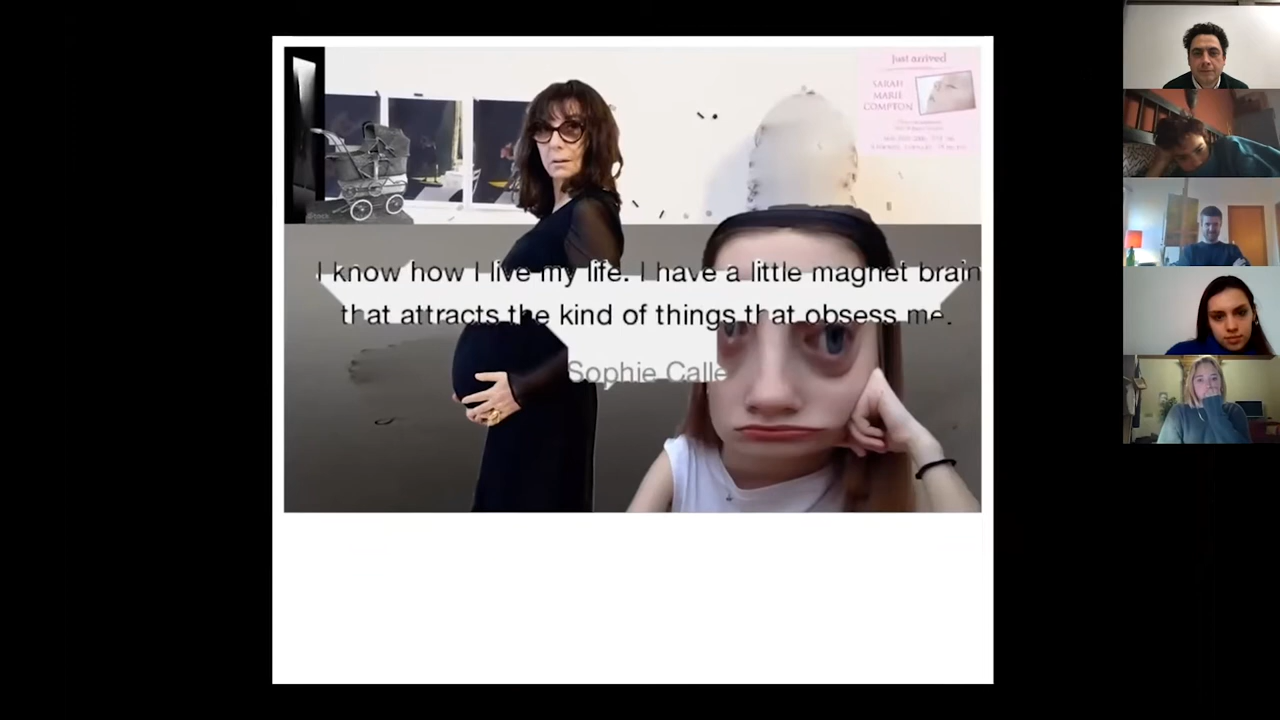 Just arrived
SARAH
MARIE
COMPTON
I know how I live my life. I have a little magnet brain
that attracts the kind of things that obsess me.
Sophie Calle